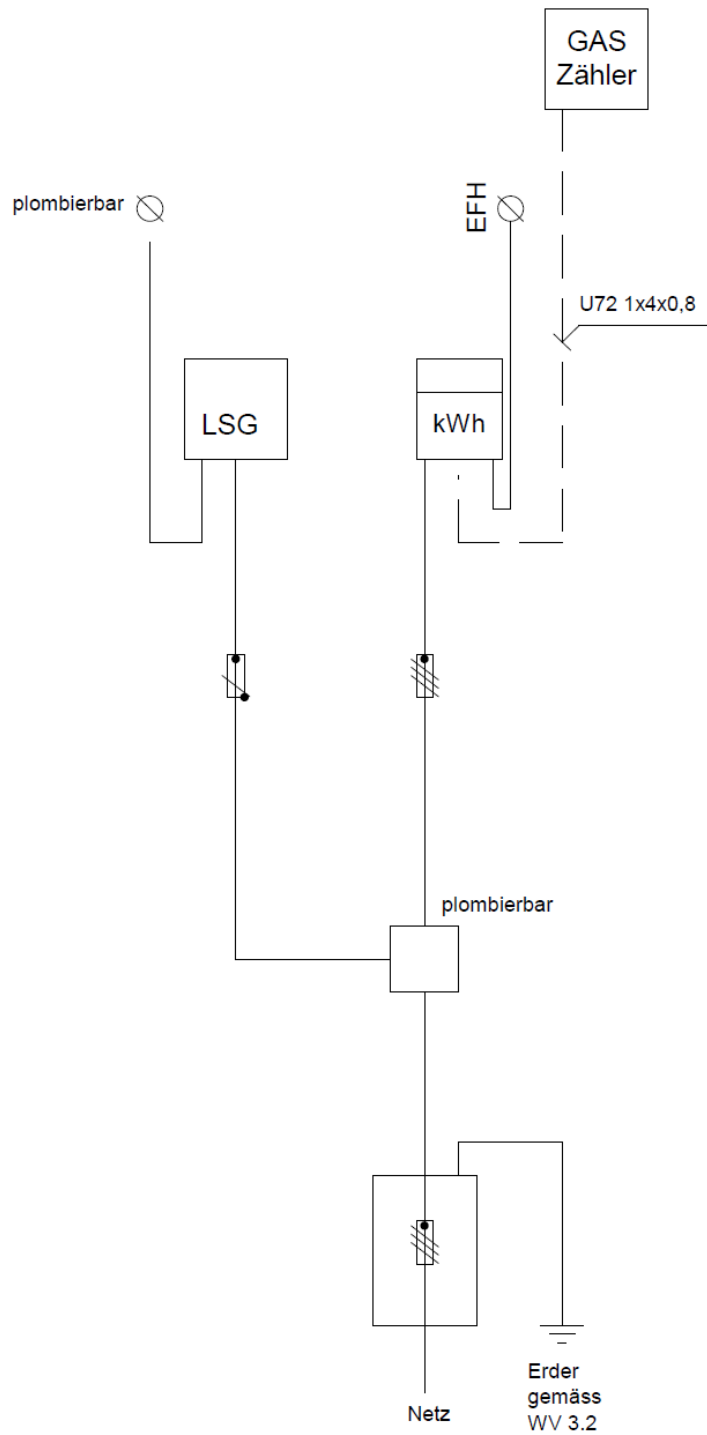 GAS
Zähler
plombierbar
EFH
U72 1x4x0,8
LSG
kWh
plombierbar
Netz
Erder
gemäss
WV 3.2